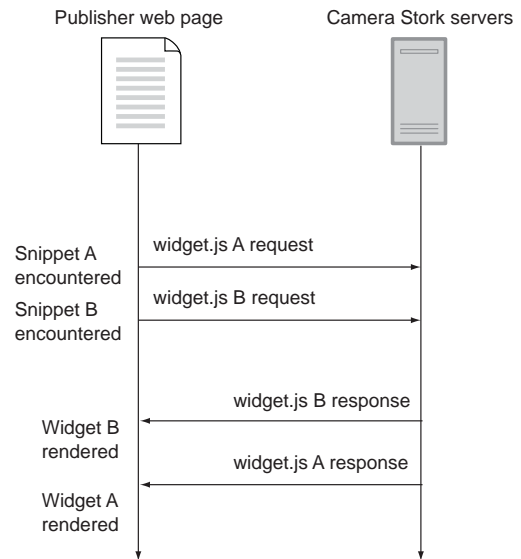 Publisher web page
Camera Stork servers
Snippet A
encountered
widget.js A request
Snippet B
encountered
widget.js B request
widget.js B response
Widget B
rendered
widget.js A response
Widget A
rendered